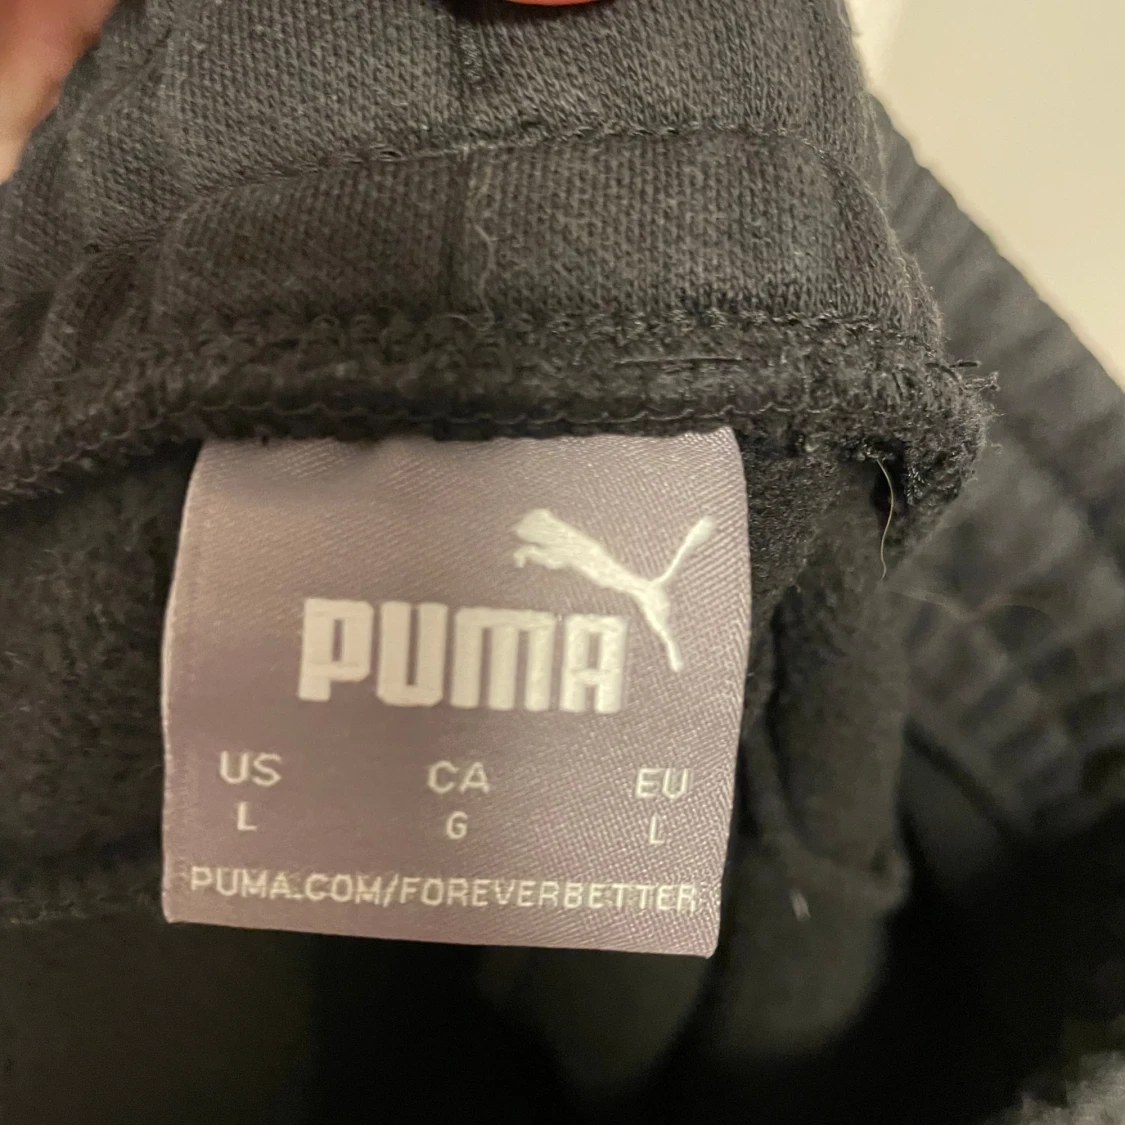 PUMA
US CA EU
L G L
PUMA.COM/FOREVERBETTER